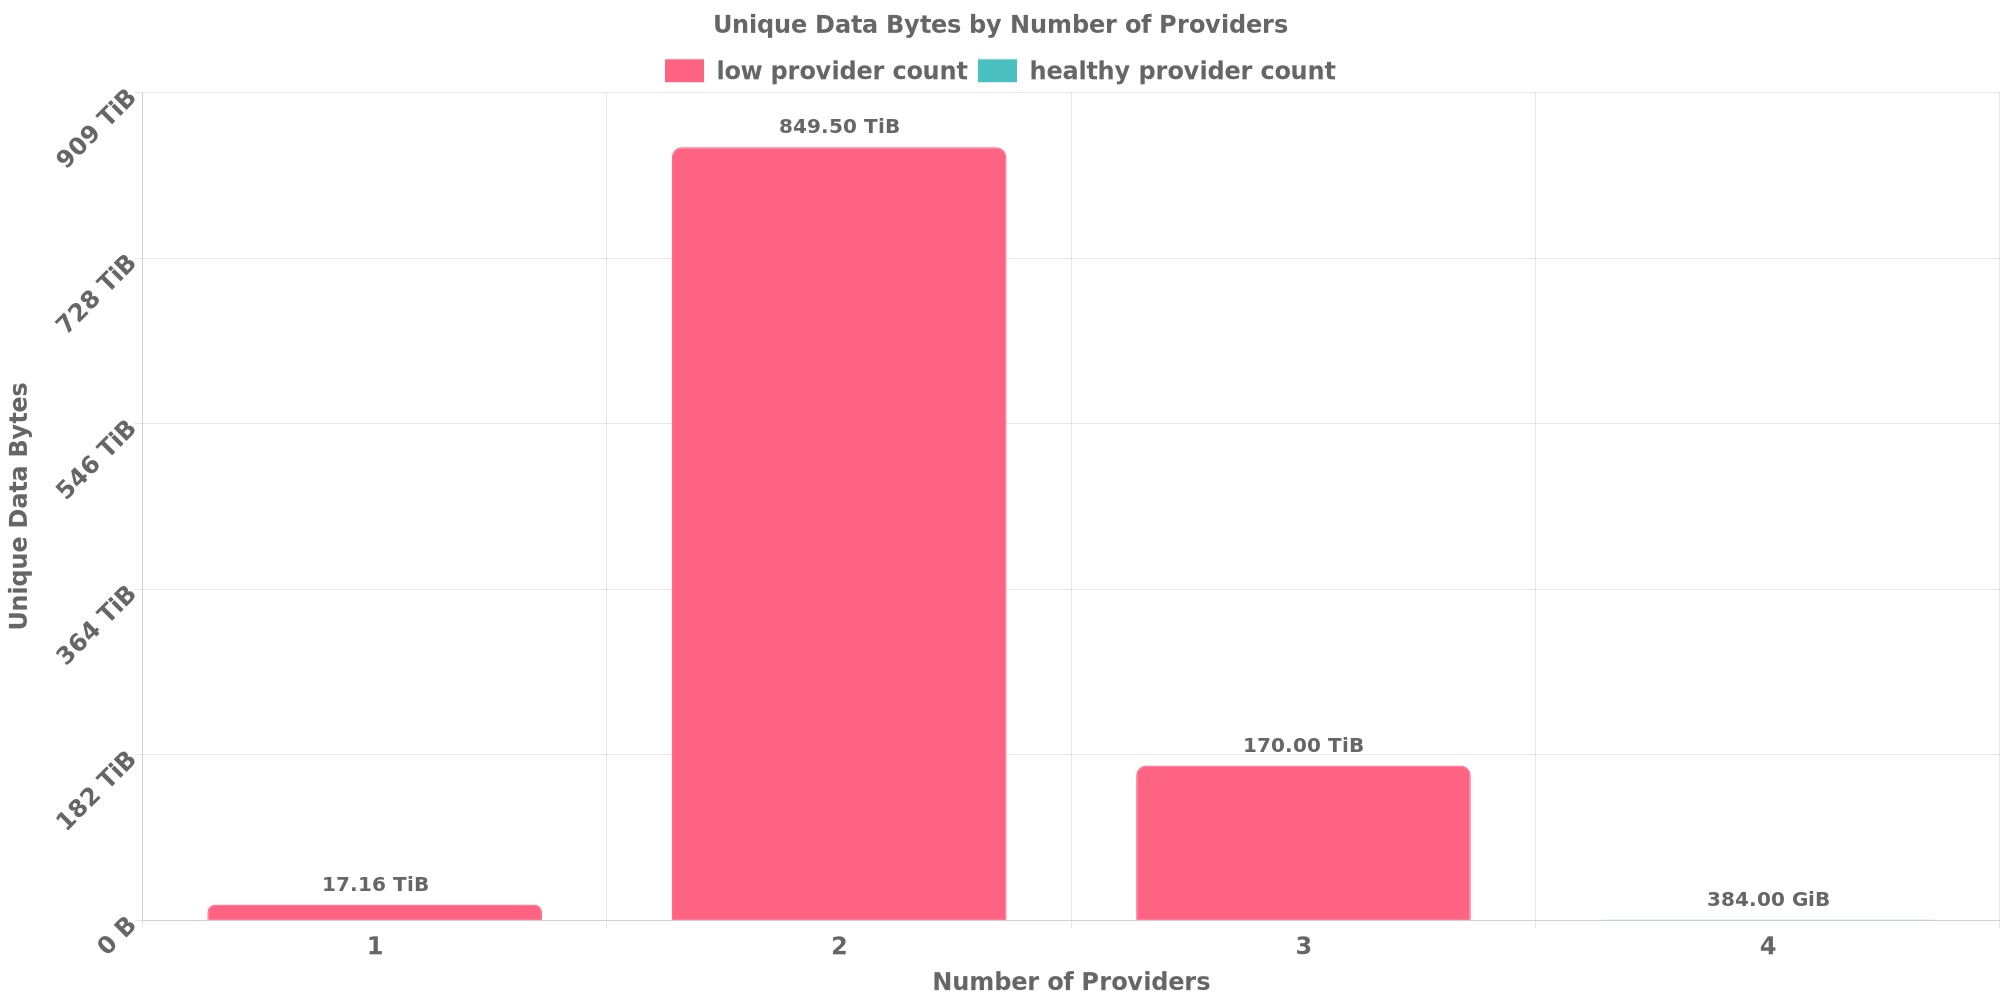 Unique Data Bytes by Number of Providers
low provider count healthy provider count
909 TiB
728 TiB
546 TiB
364 TiB
182 TiB
0 B
Unique Data Bytes
17.16 TiB
849.50 TiB
170.00 TiB
384.00 GiB
1 2 3 4
Number of Providers